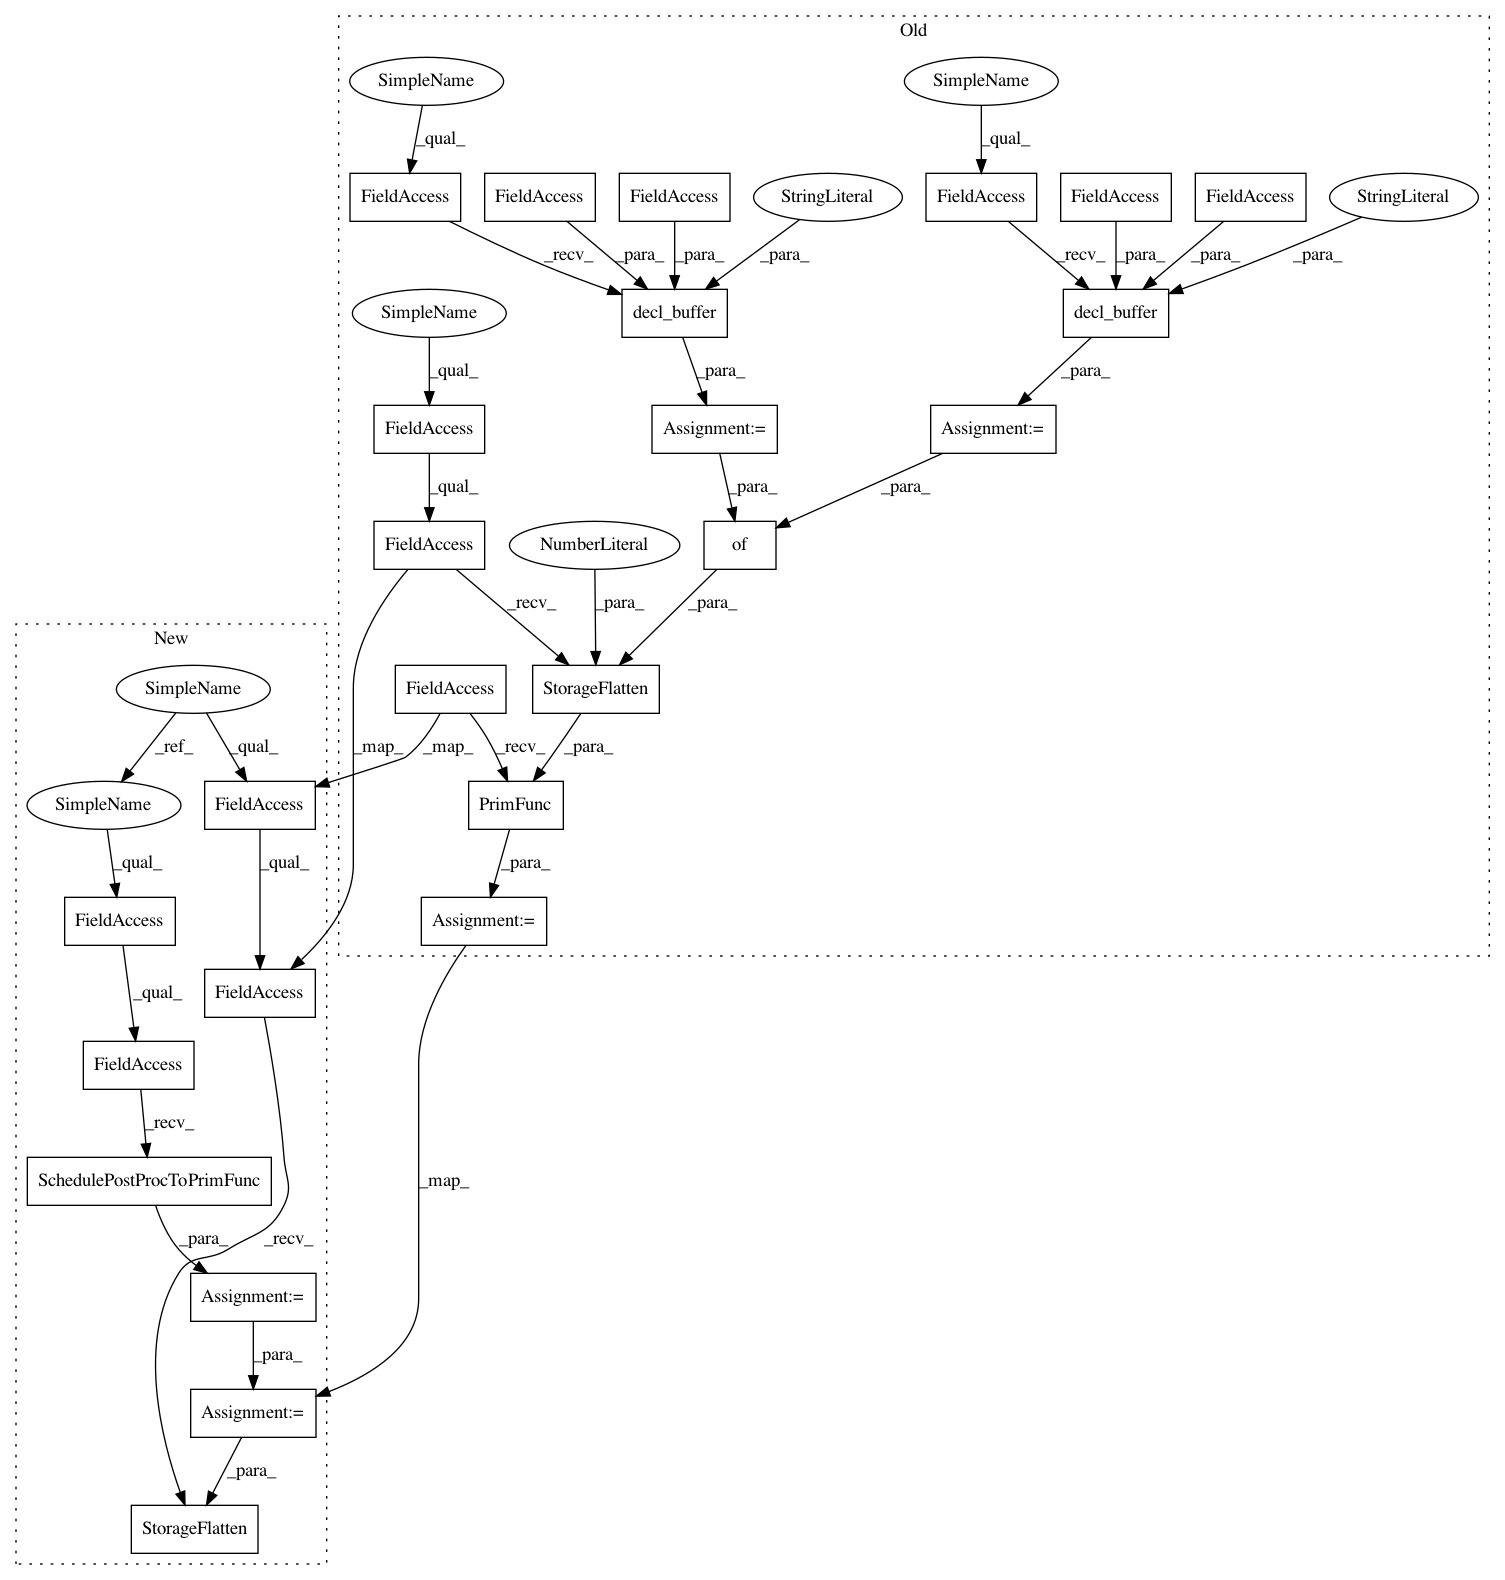 Old
SimpleName
SimpleName
_qual_
_qual_
FieldAccess
FieldAccess
FieldAccess
StringLiteral
FieldAccess
FieldAccess
FieldAccess
StringLiteral
_recv_
_para_
_para_
_para_
_recv_
_para_
_para_
_para_
SimpleName
decl_buffer
decl_buffer
_qual_
_para_
_para_
FieldAccess
Assignment:=
Assignment:=
_qual_
_para_
_para_
FieldAccess
NumberLiteral
of
_recv_
_para_
_para_
New
SimpleName
FieldAccess
StorageFlatten
_ref_
_qual_
_map_
_map_
_recv_
_para_
SimpleName
FieldAccess
PrimFunc
_qual_
_qual_
_para_
FieldAccess
Assignment:=
_qual_
FieldAccess
FieldAccess
_recv_
SchedulePostProcToPrimFunc
_map_
_para_
_recv_
Assignment:=
_para_
Assignment:=
_para_
StorageFlatten